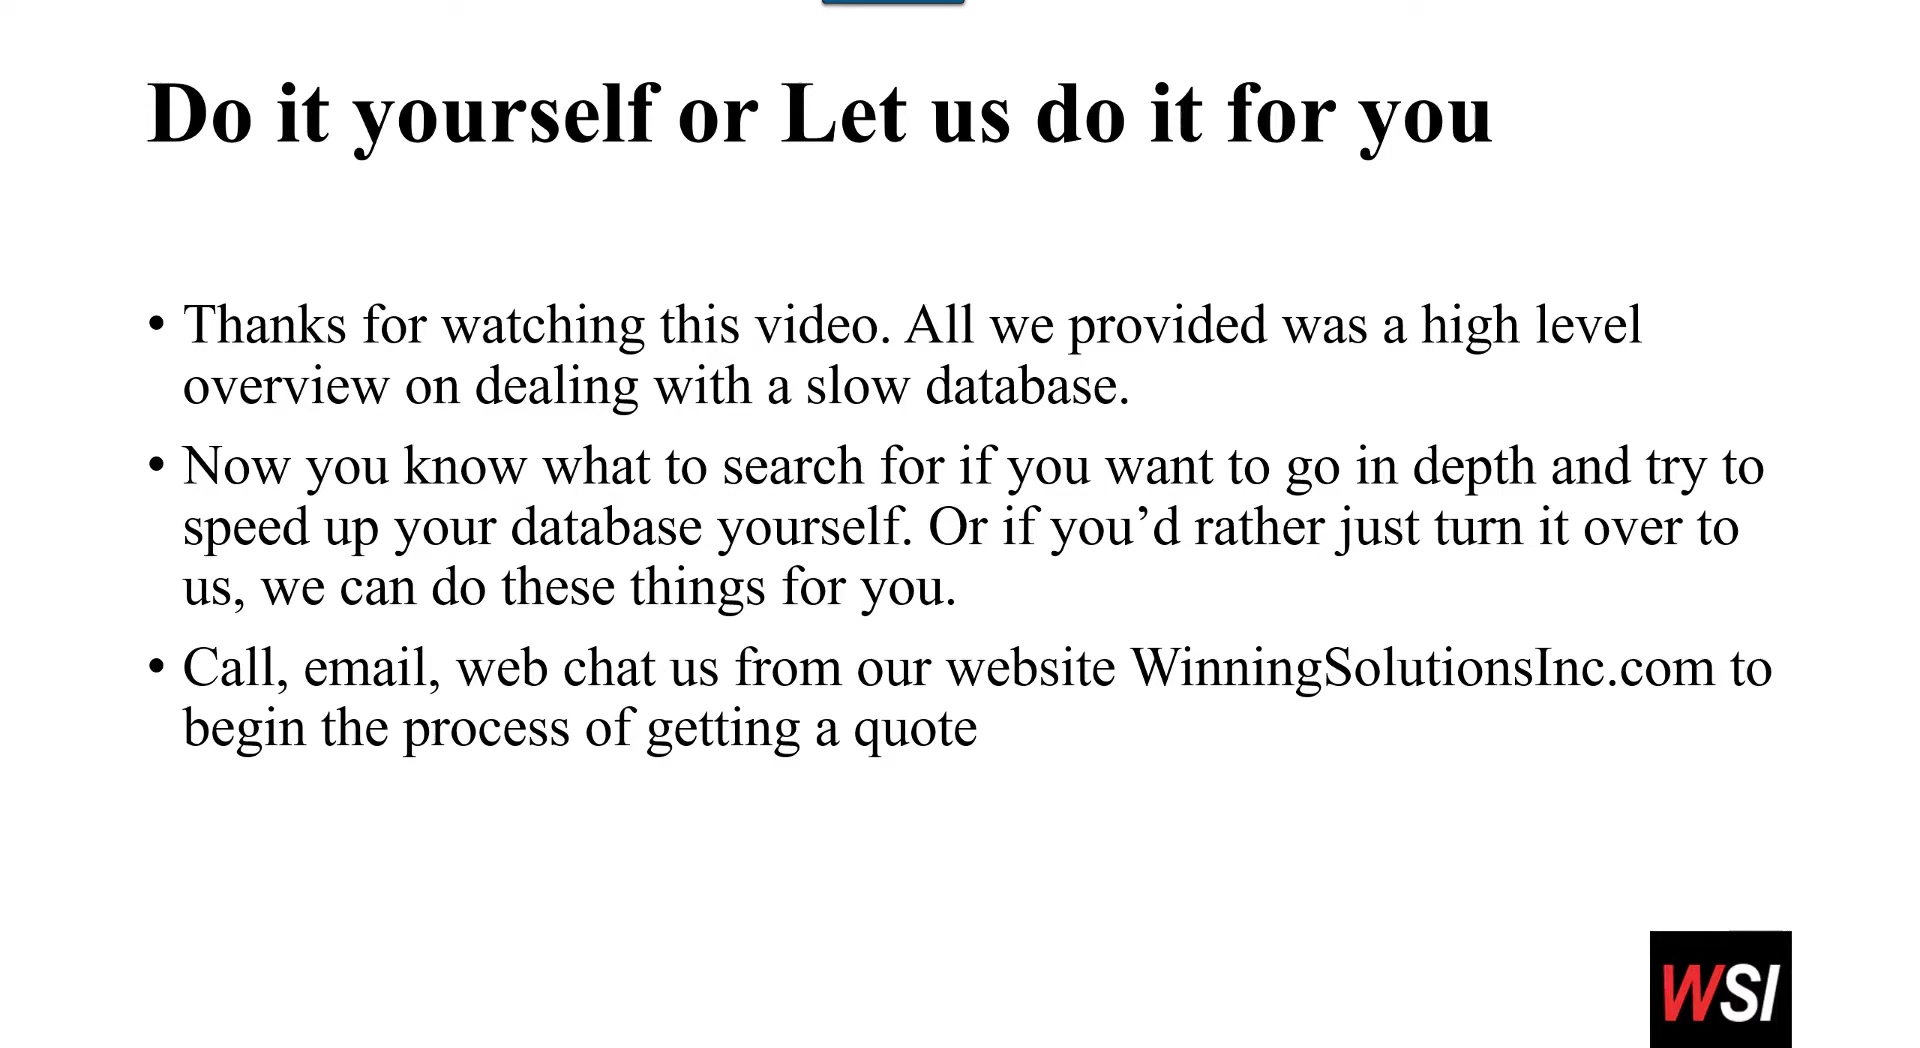 Do it yourself or Let us do it for you
• Thanks for watching this video. All we provided was a high level
overview on dealing with a slow database.
• Now you know what to search for if you want to go in depth and try to
speed up your database yourself. Or if you’d rather just turn it over to
us, we can do these things for you.
• Call, email, web chat us from our website WinningSolutionsInc.com to
begin the process of getting a quote
WSI